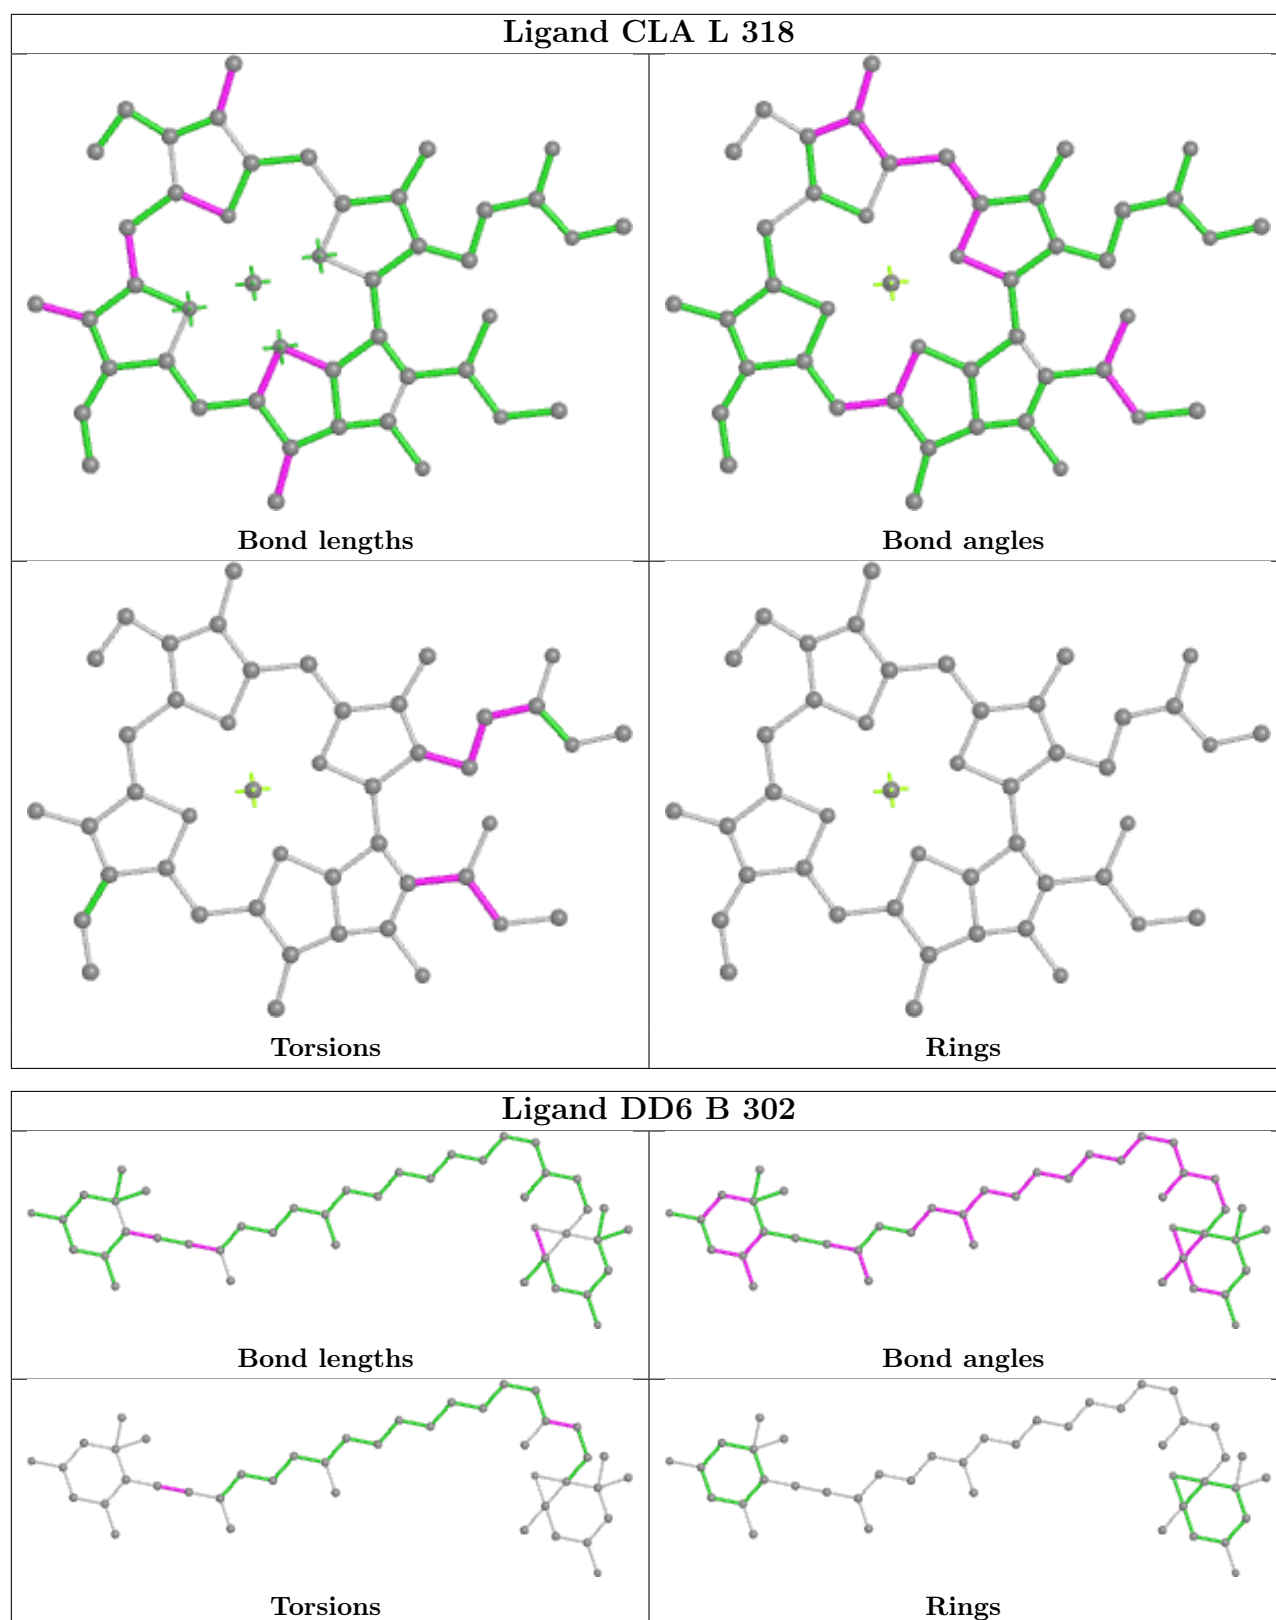 Ligand CLA L 318
Bond lengths
Bond angles
Torsions
Rings
Ligand DD6 B 302
Bond lengths
Bond angles
Torsions
Rings